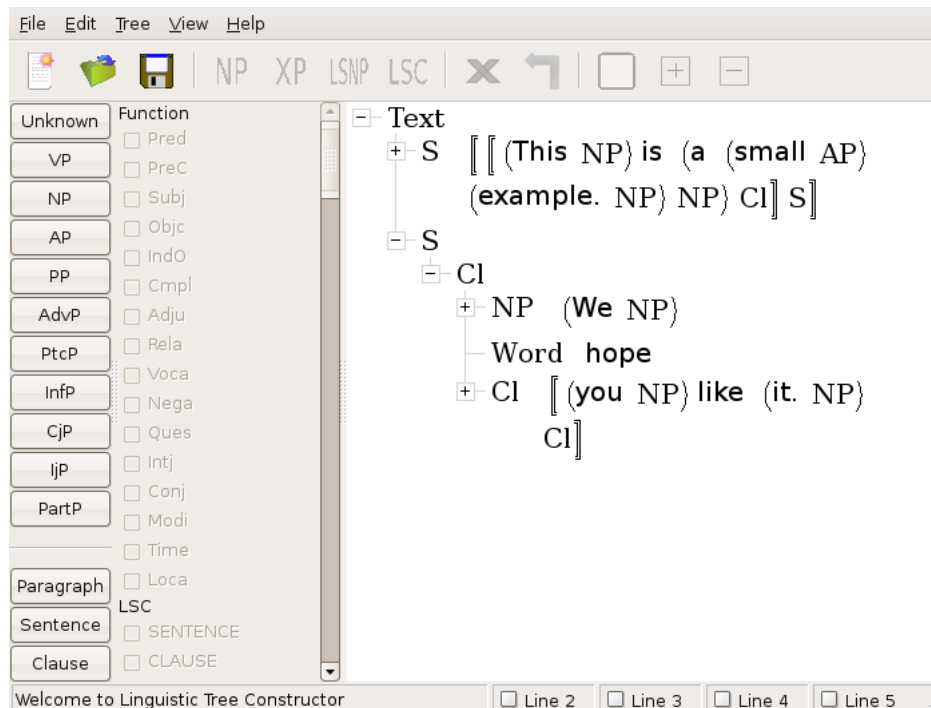 File Edit Tree View Help
NP XP LSNP LSC
Unknown
VP
NP
AP
PP
AdvP
PtcP
InfP
CjP
IjP
PartP
Paragraph
Sentence
Clause
Function
Pred
PreC
Subj
Objc
IndO
Cmpl
Adju
Rela
Voca
Nega
Ques
Intj
Conj
Modi
Time
Loca
LSC
SENTENCE
CLAUSE
Text
S ⟦ ⟦ (This NP) is (a (small AP)
(example. NP) NP) Cl⟧ S⟧
S
Cl
NP (We NP)
Word hope
Cl ⟦ (you NP) like (it. NP)
Cl⟧
Welcome to Linguistic Tree Constructor Line 2 Line 3 Line 4 Line 5